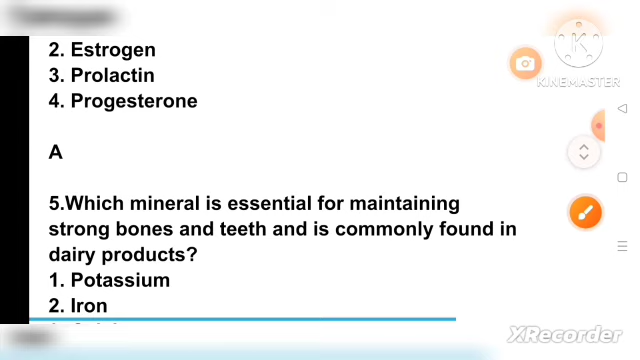 2. Estrogen
3. Prolactin
4. Progesterone
A
5.Which mineral is essential for maintaining
strong bones and teeth and is commonly found in
dairy products?
1. Potassium
2. Iron
KINEMASTER
XRecorder